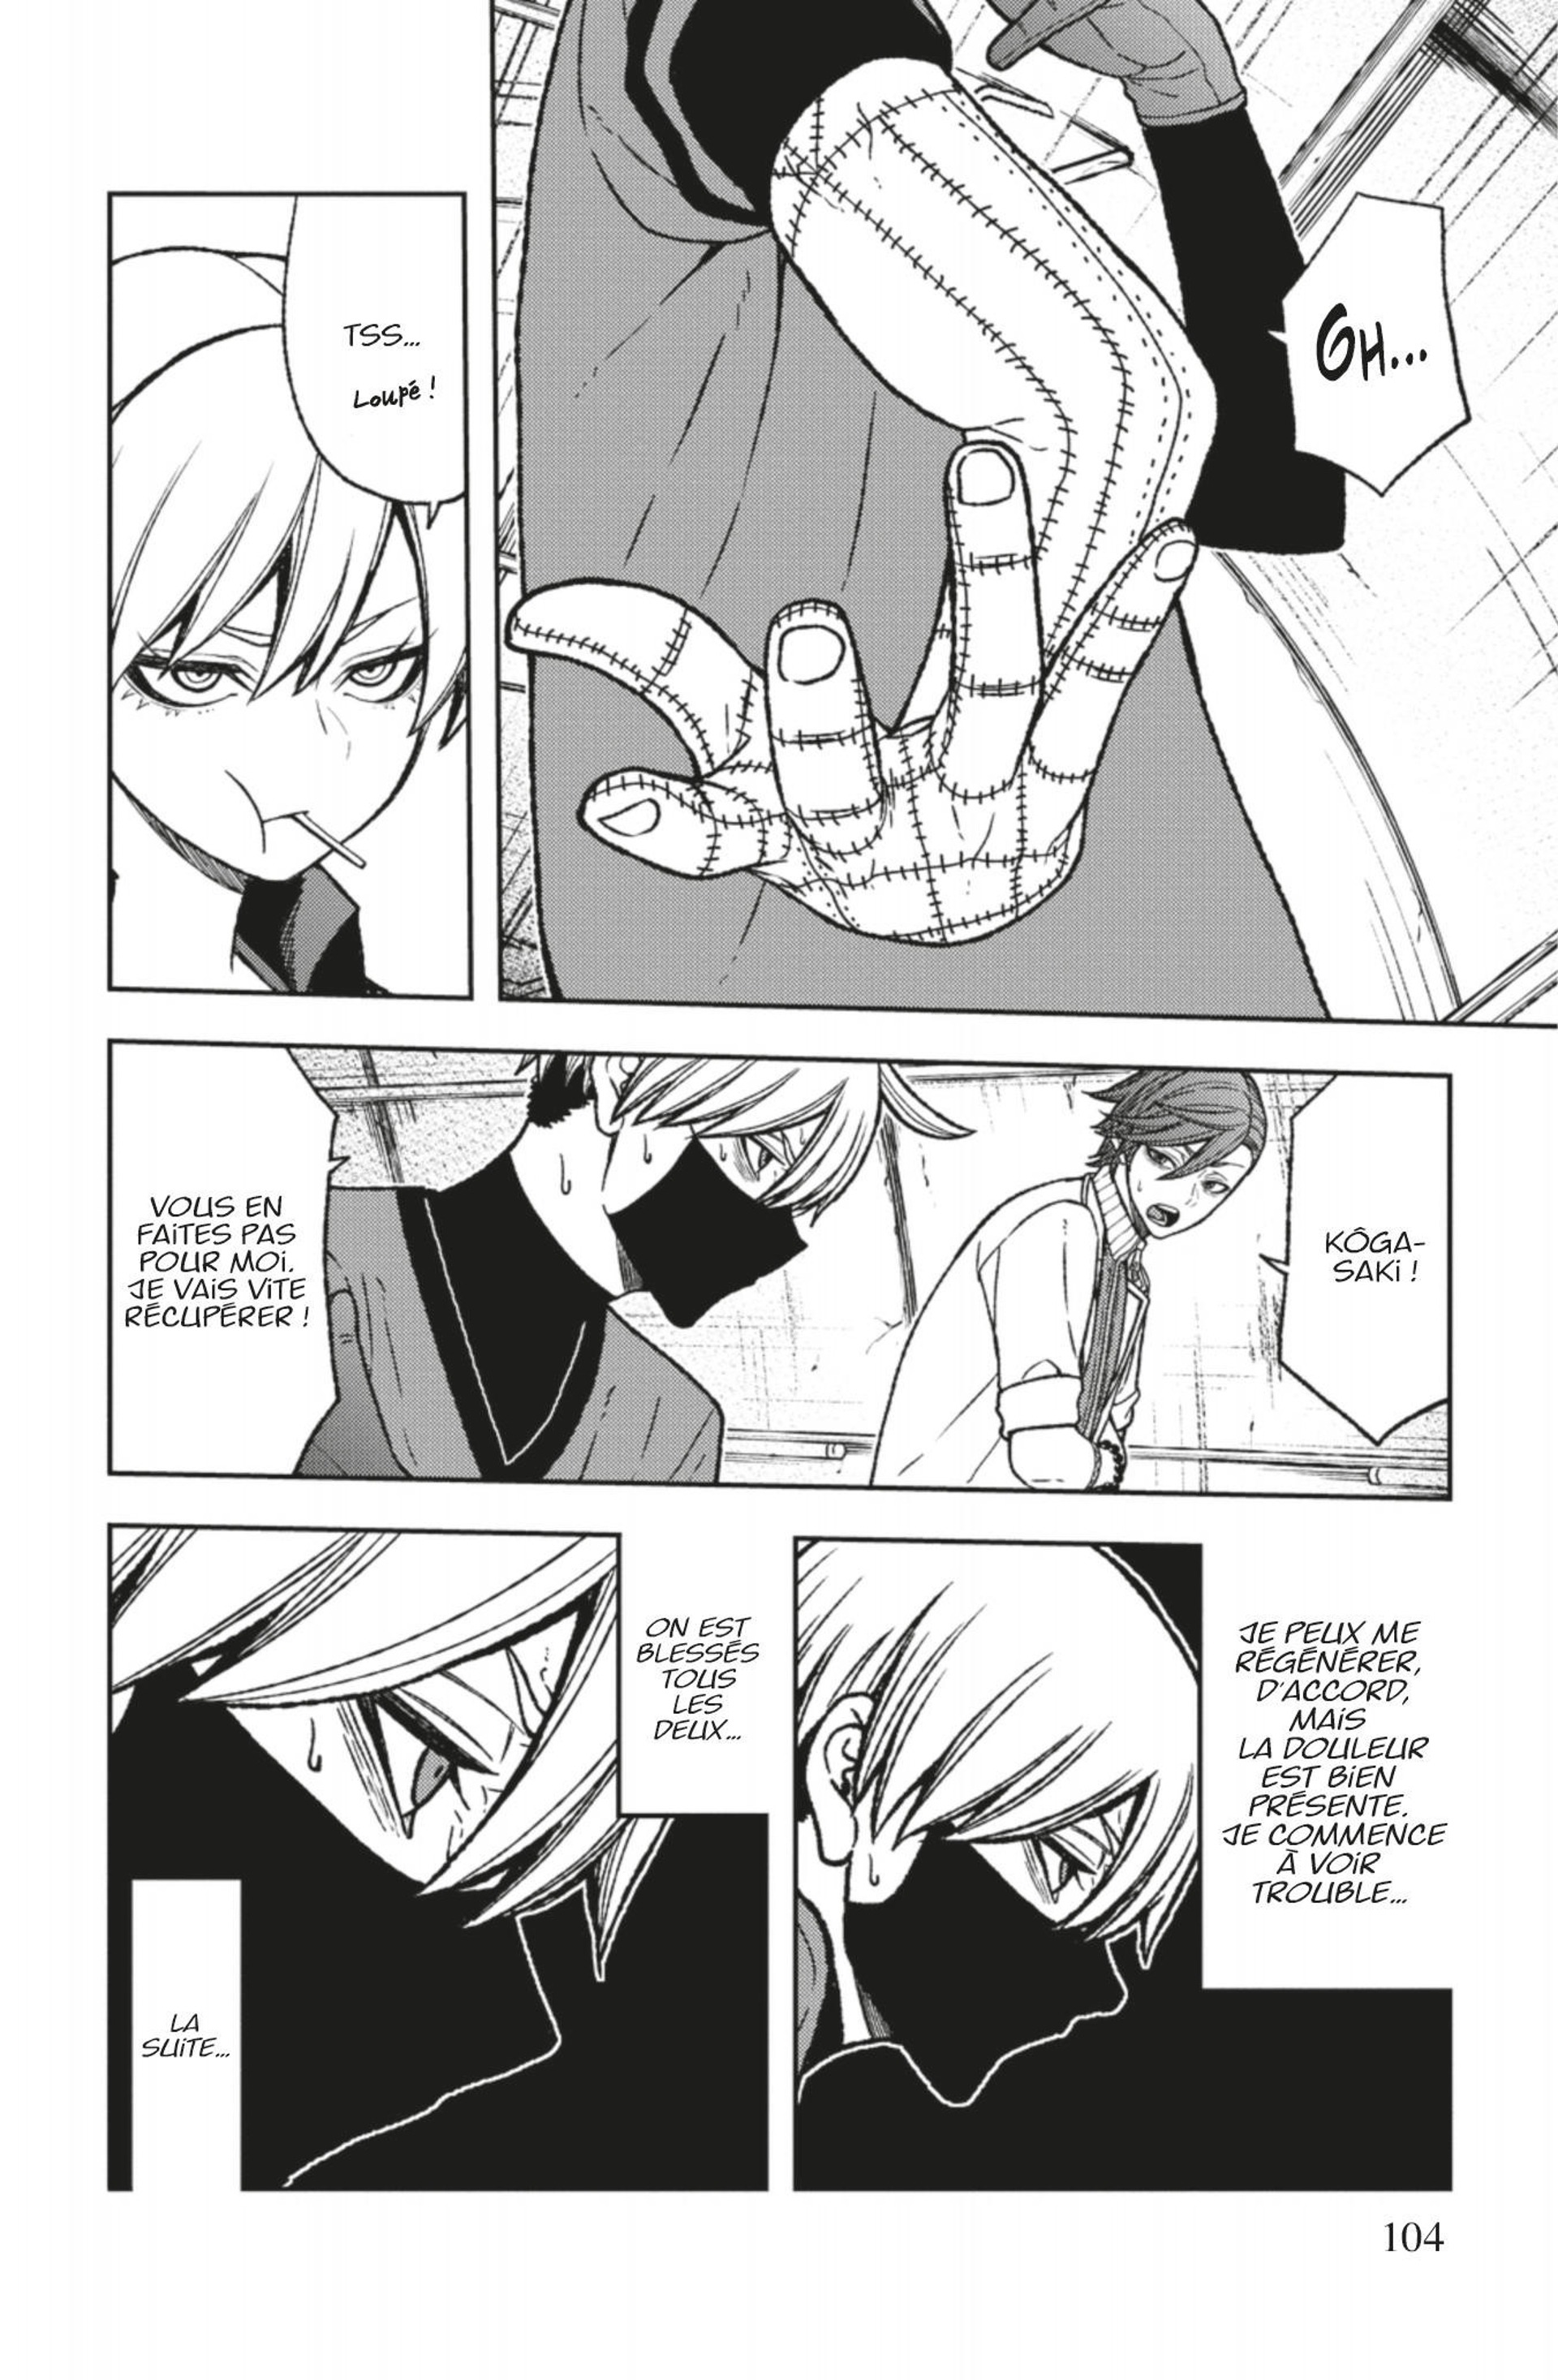 GH...
TSS...
Loupé !
KÔGA-
SAKI !
VOUS EN
FAITES PAS
POUR MOI.
JE VAIS VITE
RÉCUPÉRER !
JE PEUX ME
RÉGÉNÉRER,
D'ACCORD,
MAIS
LA DOULEUR
EST BIEN
PRÉSENTE.
JE COMMENCE
À VOIR
TROUBLE...
ON EST
BLESSÉS
TOUS
LES
DEUX...
LA
SUITE...
104